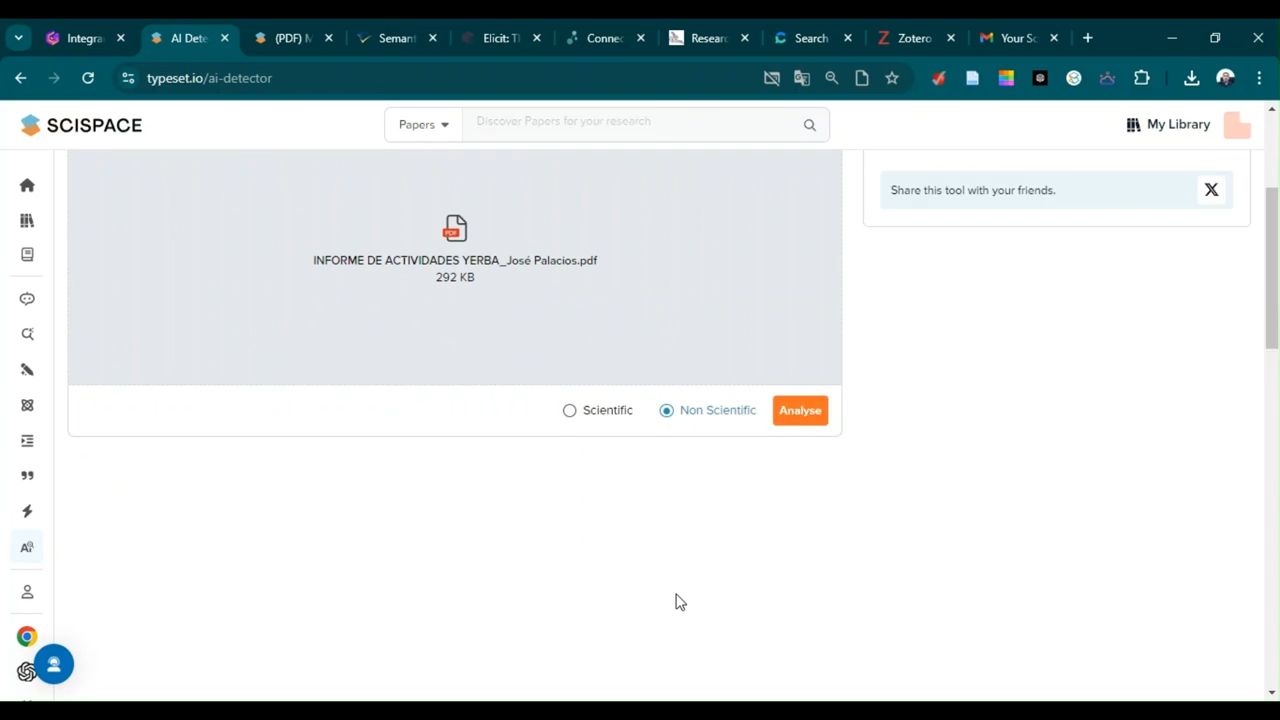 Integra
AI Dete
(PDF) M
Semant
Elicit: Tl
Connec
Researc
Search
Zotero
Your Sc
typeset.io/ai-detector
SCISPACE
Papers
Discover Papers for your research
My Library
Share this tool with your friends.
PDF
INFORME DE ACTIVIDADES YERBA_José Palacios.pdf
292 KB
Scientific
Non Scientific
Analyse